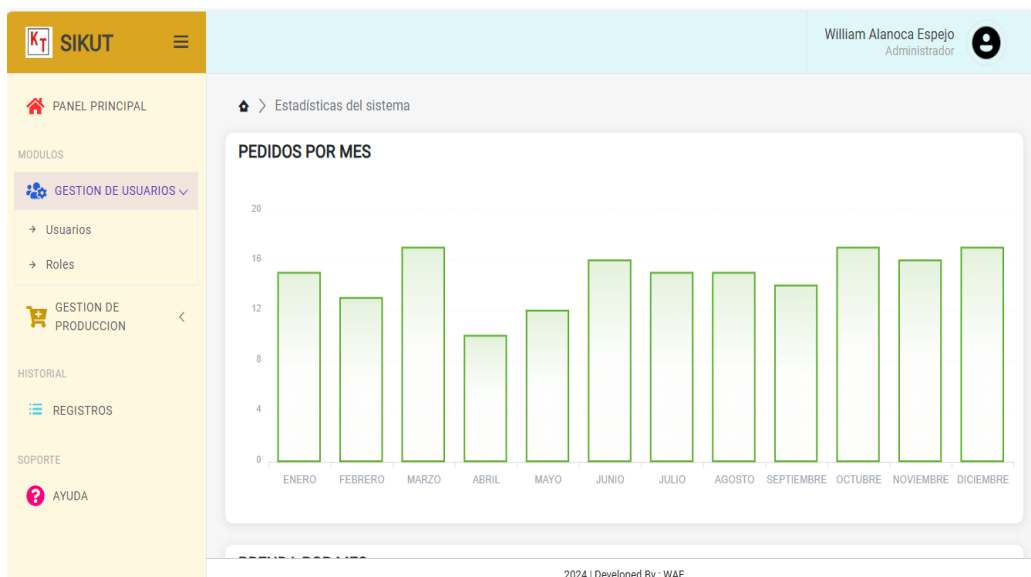 KT SIKUT
William Alanoca Espejo
Administrador
PANEL PRINCIPAL
MODULOS
GESTION DE USUARIOS
Usuarios
Roles
GESTION DE
PRODUCCION
HISTORIAL
REGISTROS
SOPORTE
AYUDA
Estadísticas del sistema
PEDIDOS POR MES
20
16
12
8
4
0
ENERO FEBRERO MARZO ABRIL MAYO JUNIO JULIO AGOSTO SEPTIEMBRE OCTUBRE NOVIEMBRE DICIEMBRE
POR MES
2024 | Developed By : WAE